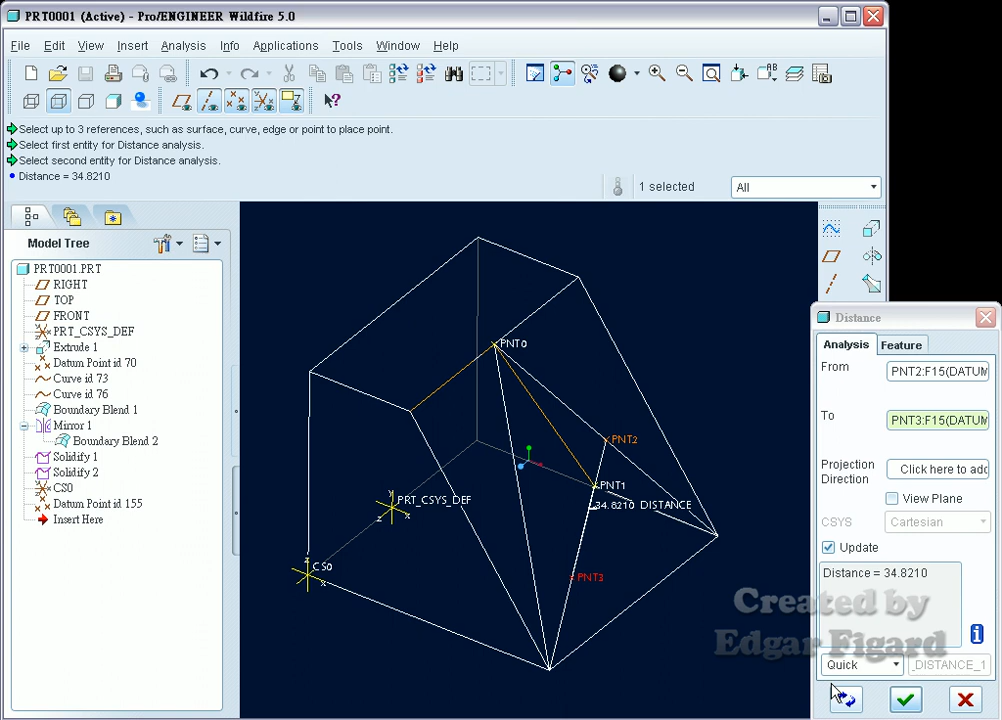 PRT0001 (Active) - Pro/ENGINEER Wildfire 5.0
File Edit View Insert Analysis Info Applications Tools Window Help
Select up to 3 references, such as surface, curve, edge or point to place point.
Select first entity for Distance analysis.
Select second entity for Distance analysis.
Distance = 34.8210
1 selected
All
Model Tree
PRT0001.PRT
RIGHT
TOP
FRONT
PRT_CSYS_DEF
Extrude 1
Datum Point id 70
Curve id 73
Curve id 76
Boundary Blend 1
Mirror 1
Boundary Blend 2
Solidify 1
Solidify 2
CS0
Datum Point id 155
Insert Here
PNT0
PNT2
PNT1
34.8210 DISTANCE
PRT_CSYS_DEF
y
x
z
CS0
z
x
PNT3
Distance
Analysis Feature
From
PNT2:F15(DATUM
To
PNT3:F15(DATUM
Projection
Direction
Click here to add
View Plane
CSYS
Cartesian
Update
Distance = 34.8210
Created by
Edgar Figard
Quick
_DISTANCE_1